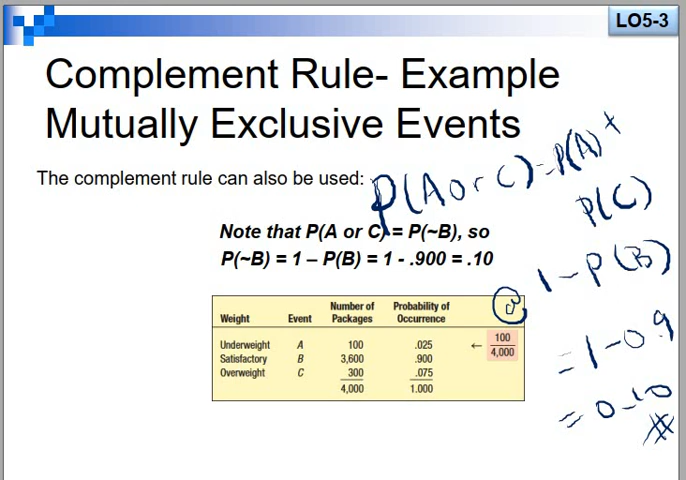 LO5-3
Complement Rule- Example
Mutually Exclusive Events
The complement rule can also be used:
P(A or C) = P(A) +
P(C)
Note that P(A or C) = P(~B), so
P(~B) = 1 – P(B) = 1 - .900 = .10
1 - P(B)
= 1 - 0.9
= 0.10
Weight Event Number of Packages Probability of Occurrence
Underweight A 100 .025 ← 100/4,000
Satisfactory B 3,600 .900
Overweight C 300 .075
4,000 1.000